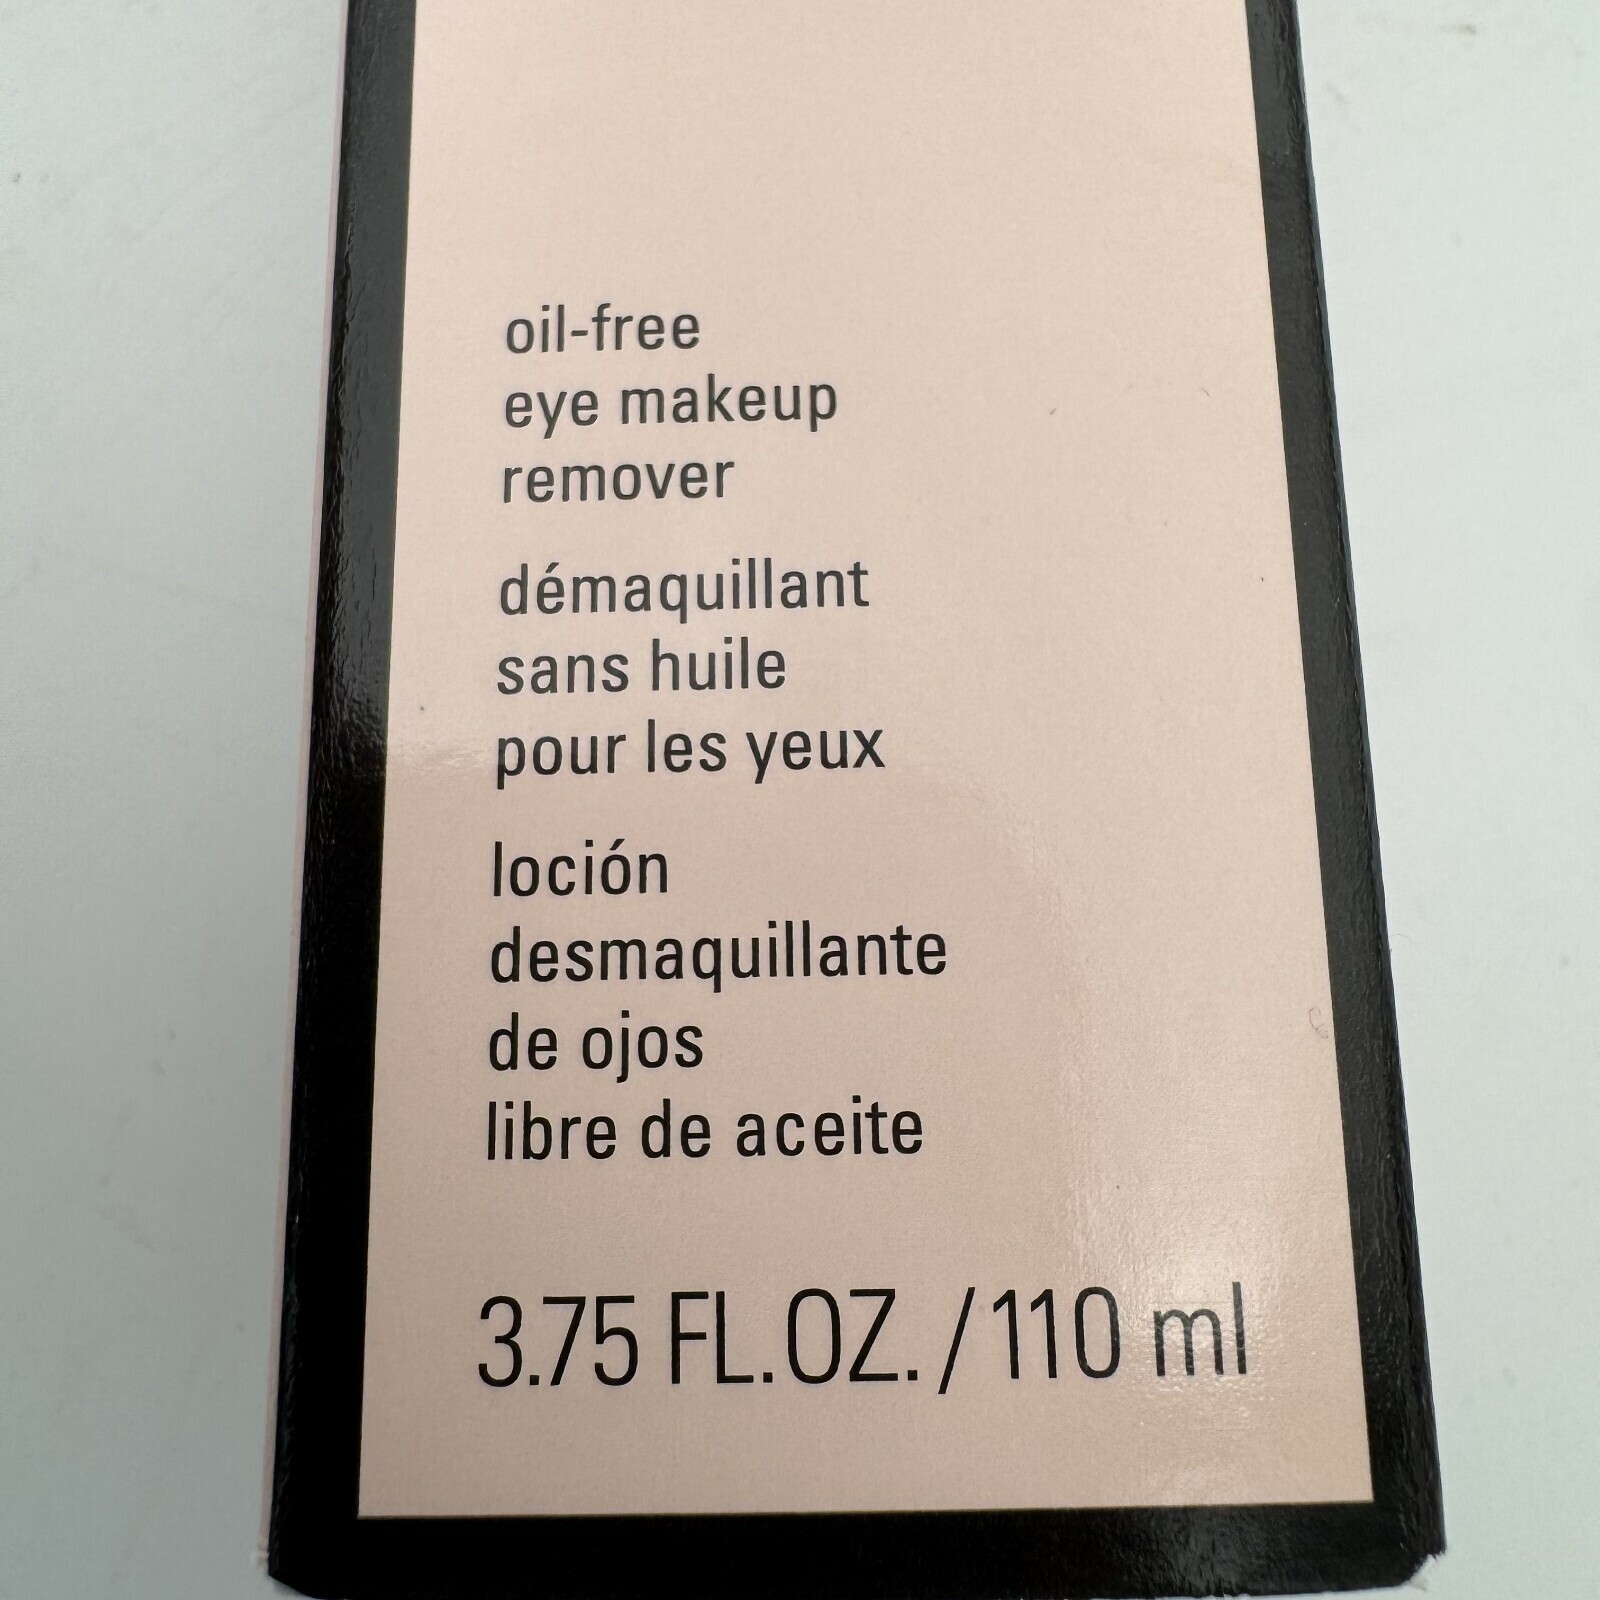 oil-free
eye makeup
remover
démaquillant
sans huile
pour les yeux
loción
desmaquillante
de ojos
libre de aceite
3.75 FL.OZ./110 ml